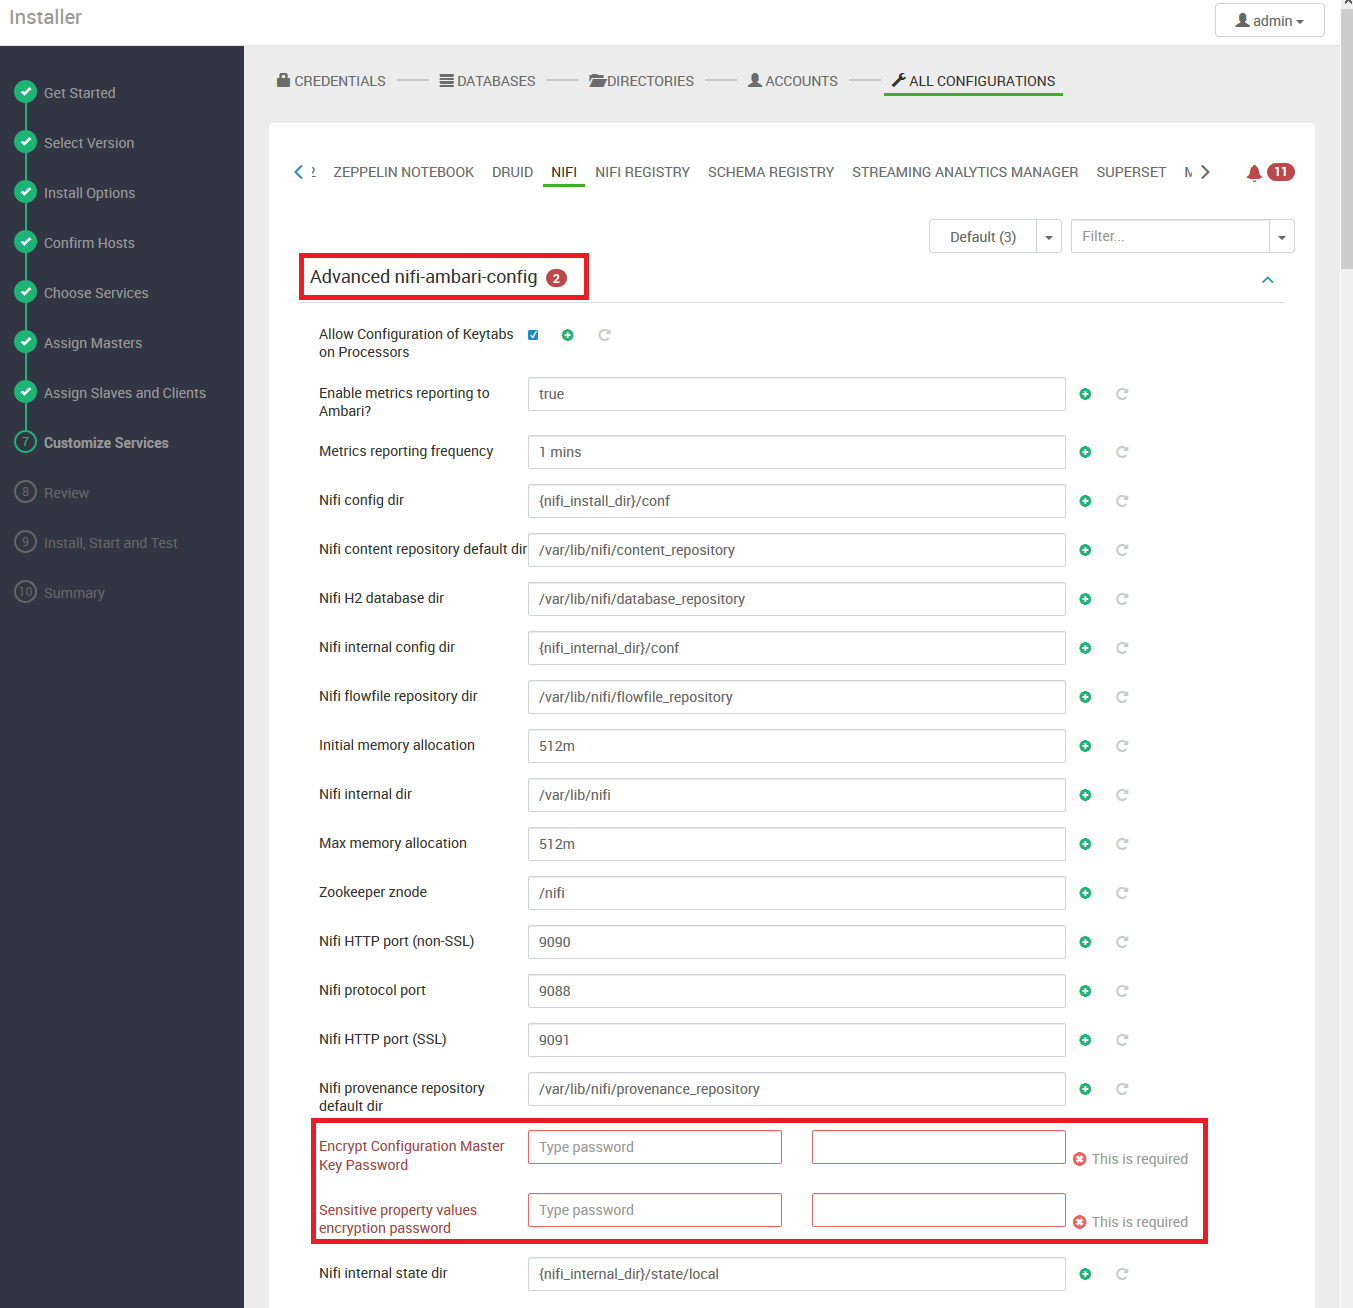 Installer
admin
Get Started
Select Version
Install Options
Confirm Hosts
Choose Services
Assign Masters
Assign Slaves and Clients
7 Customize Services
8 Review
9 Install, Start and Test
10 Summary
CREDENTIALS DATABASES DIRECTORIES ACCOUNTS ALL CONFIGURATIONS
2 ZEPPELIN NOTEBOOK DRUID NIFI NIFI REGISTRY SCHEMA REGISTRY STREAMING ANALYTICS MANAGER SUPERSET M 11
Default (3) Filter...
Advanced nifi-ambari-config 2
Allow Configuration of Keytabs
on Processors
Enable metrics reporting to
Ambari?
true
Metrics reporting frequency 1 mins
Nifi config dir {nifi_install_dir}/conf
Nifi content repository default dir /var/lib/nifi/content_repository
Nifi H2 database dir /var/lib/nifi/database_repository
Nifi internal config dir {nifi_internal_dir}/conf
Nifi flowfile repository dir /var/lib/nifi/flowfile_repository
Initial memory allocation 512m
Nifi internal dir /var/lib/nifi
Max memory allocation 512m
Zookeeper znode /nifi
Nifi HTTP port (non-SSL) 9090
Nifi protocol port 9088
Nifi HTTP port (SSL) 9091
Nifi provenance repository
default dir
/var/lib/nifi/provenance_repository
Encrypt Configuration Master
Key Password
Type password
This is required
Sensitive property values
encryption password
Type password
This is required
Nifi internal state dir {nifi_internal_dir}/state/local